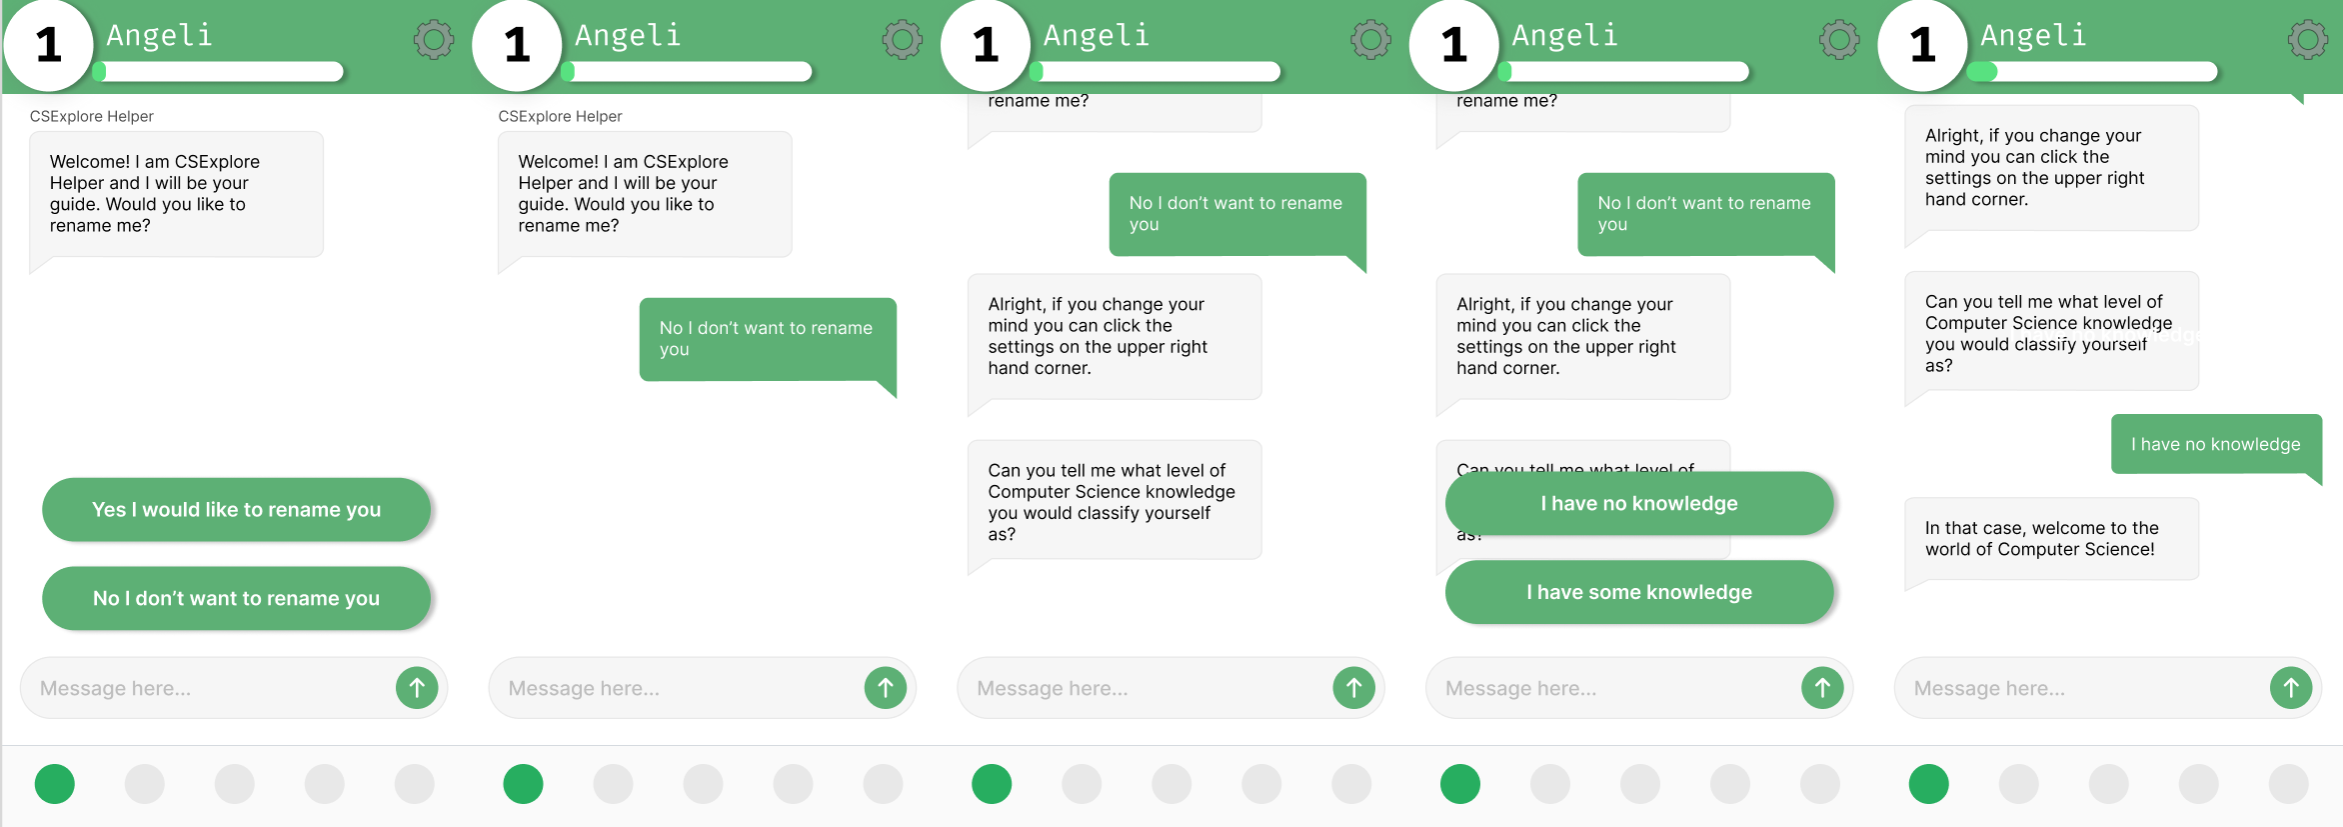 1
Angeli
CSExplore Helper
Welcome! I am CSExplore
Helper and I will be your
guide. Would you like to
rename me?
Yes I would like to rename you
No I don't want to rename you
Message here...
1
Angeli
CSExplore Helper
Welcome! I am CSExplore
Helper and I will be your
guide. Would you like to
rename me?
No I don't want to rename
you
Message here...
1
Angeli
rename me?
No I don't want to rename
you
Alright, if you change your
mind you can click the
settings on the upper right
hand corner.
Can you tell me what level of
Computer Science knowledge
you would classify yourself
as?
Message here...
1
Angeli
rename me?
No I don't want to rename
you
Alright, if you change your
mind you can click the
settings on the upper right
hand corner.
Can you tell me what level of
I have no knowledge
as?
I have some knowledge
Message here...
1
Angeli
Alright, if you change your
mind you can click the
settings on the upper right
hand corner.
Can you tell me what level of
Computer Science knowledge
you would classify yourself
as?
I have no knowledge
In that case, welcome to the
world of Computer Science!
Message here...